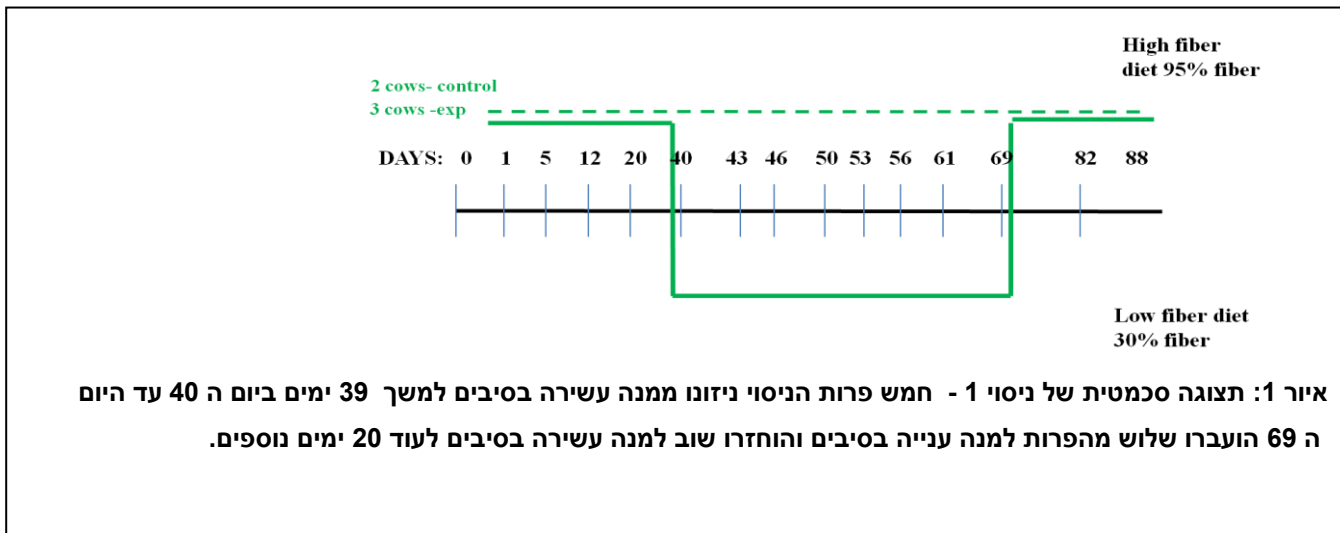 High fiber
diet 95% fiber
2 cows- control
3 cows -exp
DAYS: 0 1 5 12 20 40 43 46 50 53 56 61 69 82 88
Low fiber diet
30% fiber
איור 1: תצוגה סכמטית של ניסוי 1 - חמש פרות הניסוי ניזונו ממנה עשירה בסיבים למשך 39 ימים ביום ה 40 עד היום
ה 69 הועברו שלוש מהפרות למנה ענייה בסיבים והוחזרו שוב למנה עשירה בסיבים לעוד 20 ימים נוספים.